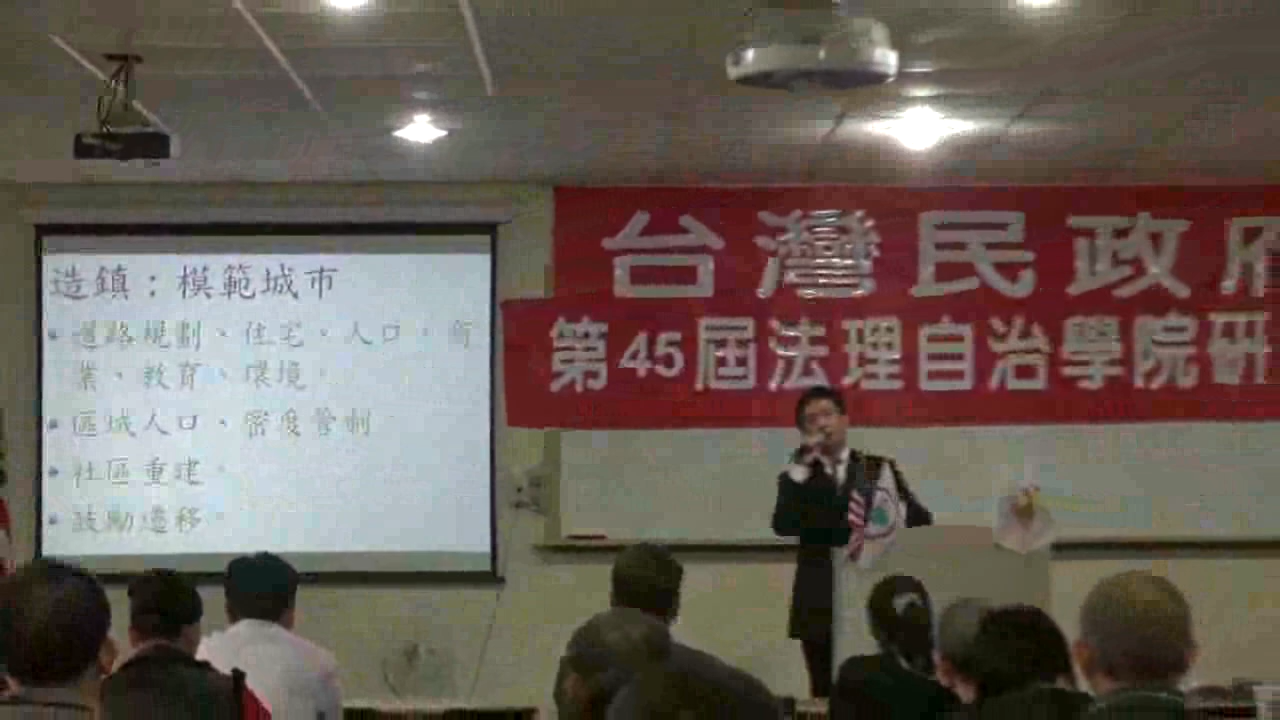 造鎮：模範城市
• 道路規劃、住宅、人口、行
業、教育、環境。
• 區域人口、密度管制
• 社區重建。
• 鼓勵遷移。
台灣民政府
第45屆法理自治學院研